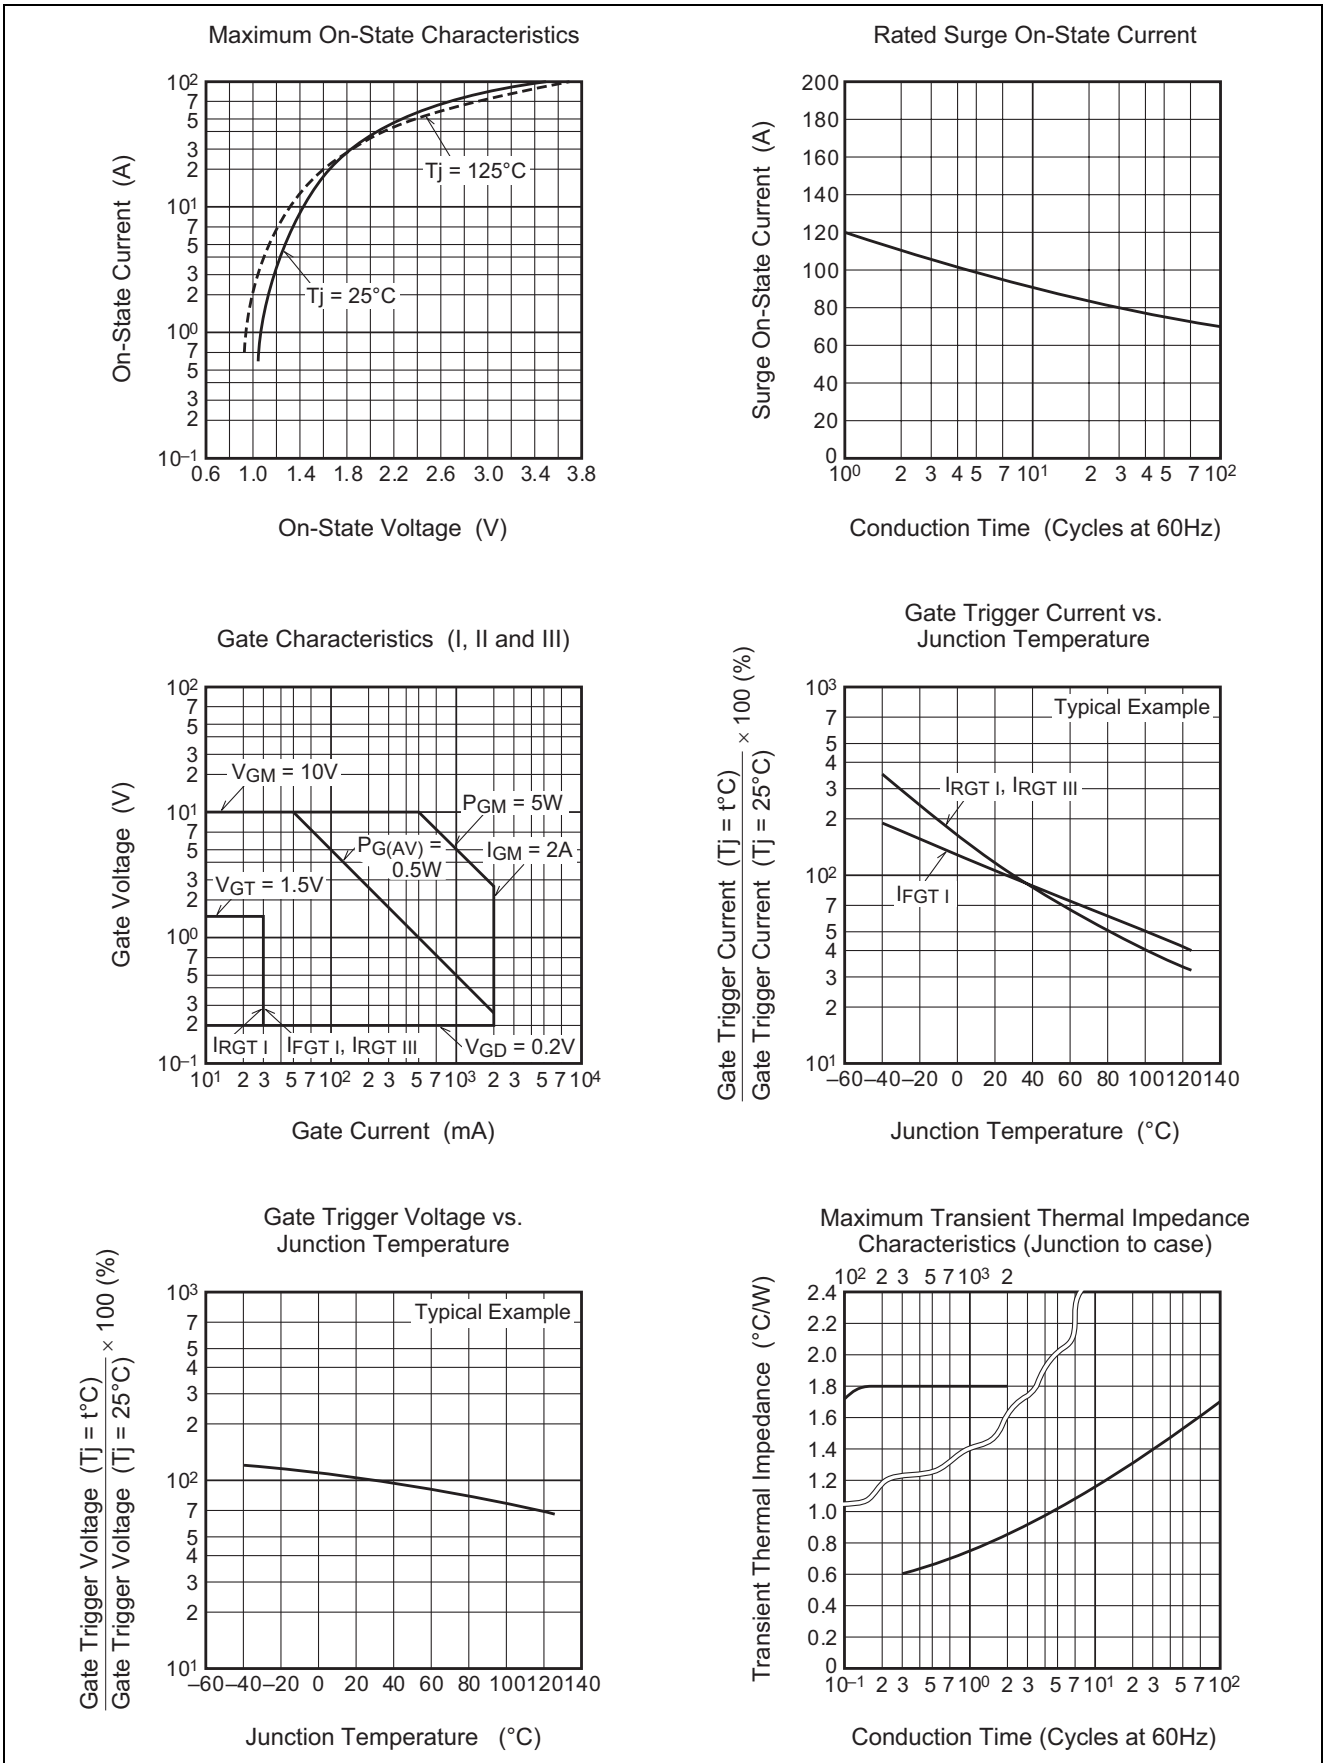 Maximum On-State Characteristics
10²
7
5
3
2
10¹
7
5
3
2
10⁰
7
5
3
2
10–1
On-State Current (A)
Tj = 125°C
Tj = 25°C
0.6 1.0 1.4 1.8 2.2 2.6 3.0 3.4 3.8
On-State Voltage (V)
Rated Surge On-State Current
200
180
160
140
120
100
80
60
40
20
0
Surge On-State Current (A)
10⁰ 2 3 4 5 7 10¹ 2 3 4 5 7 10²
Conduction Time (Cycles at 60Hz)
Gate Characteristics (I, II and III)
10²
7
5
3
2
10¹
7
5
3
2
10⁰
7
5
3
2
10–1
Gate Voltage (V)
VGM = 10V
PGM = 5W
PG(AV) =
0.5W
IGM = 2A
VGT = 1.5V
IRGT I
IFGT I, IRGT III
VGD = 0.2V
10¹ 2 3 5 7 10² 2 3 5 7 10³ 2 3 5 7 10⁴
Gate Current (mA)
Gate Trigger Current vs.
Junction Temperature
10³
7
5
4
3
2
10²
7
5
4
3
2
10¹
Gate Trigger Current (Tj = t°C)
Gate Trigger Current (Tj = 25°C)
× 100 (%)
Typical Example
IRGT I, IRGT III
IFGT I
–60 –40 –20 0 20 40 60 80 100 120 140
Junction Temperature (°C)
Gate Trigger Voltage vs.
Junction Temperature
10³
7
5
4
3
2
10²
7
5
4
3
2
10¹
Gate Trigger Voltage (Tj = t°C)
Gate Trigger Voltage (Tj = 25°C)
× 100 (%)
Typical Example
–60 –40 –20 0 20 40 60 80 100 120 140
Junction Temperature (°C)
Maximum Transient Thermal Impedance
Characteristics (Junction to case)
10² 2 3 5 7 10³ 2
2.4
2.2
2.0
1.8
1.6
1.4
1.2
1.0
0.8
0.6
0.4
0.2
0
Transient Thermal Impedance (°C/W)
10–1 2 3 5 7 10⁰ 2 3 5 7 10¹ 2 3 5 7 10²
Conduction Time (Cycles at 60Hz)